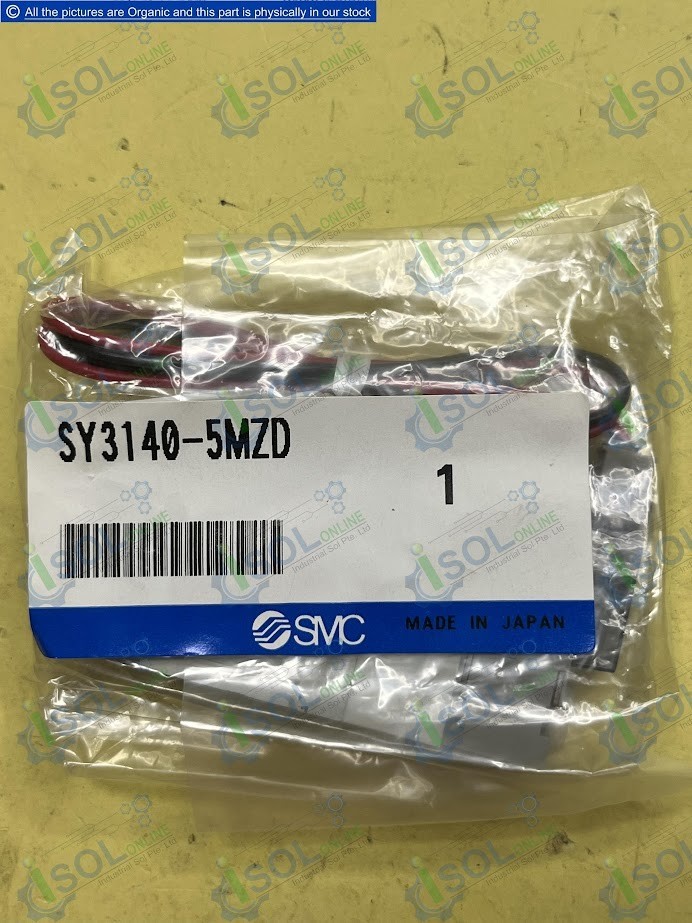 © All the pictures are Organic and this part is physically in our stock
SY3140-5MZD
1
SMC
MADE IN JAPAN
iSOL ONLINE
Industrial Sol Pte. Ltd